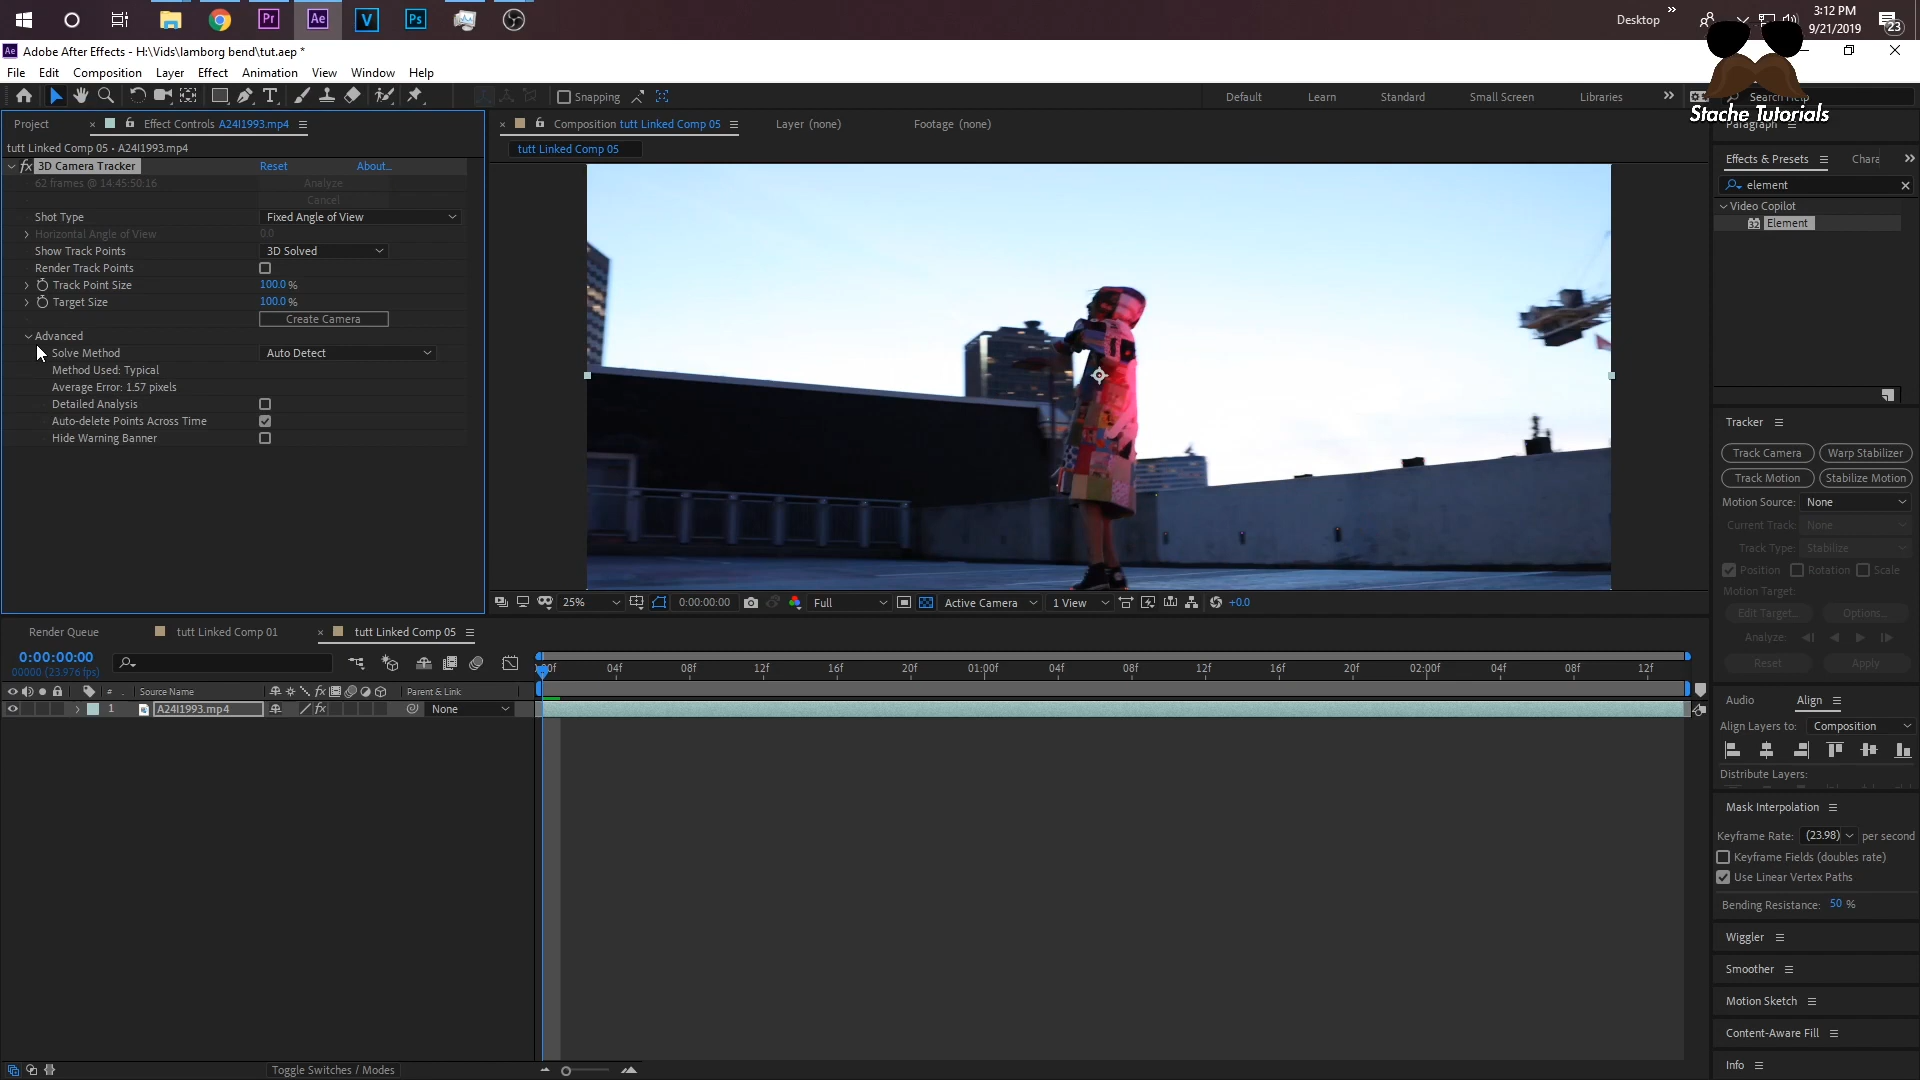 Pr
Ae
V
Ps
Desktop
»
3:12 PM
9/21/2019
23
Ae Adobe After Effects - H:\Vids\lamborg bend\tut.aep *
File Edit Composition Layer Effect Animation View Window Help
Snapping
Default Learn Standard Small Screen Libraries » Search Help
Stache Tutorials
Project Effect Controls A24I1993.mp4
tutt Linked Comp 05 • A24I1993.mp4
fx 3D Camera Tracker Reset About...
62 frames @ 14:45:50:16 Analyze
Cancel
Shot Type Fixed Angle of View
Horizontal Angle of View 0.0
Show Track Points 3D Solved
Render Track Points
Track Point Size 100.0 %
Target Size 100.0 %
Create Camera
Advanced
Solve Method Auto Detect
Method Used: Typical
Average Error: 1.57 pixels
Detailed Analysis
Auto-delete Points Across Time
Hide Warning Banner
Composition tutt Linked Comp 05 Layer (none) Footage (none)
tutt Linked Comp 05
25% 0:00:00:00 Full Active Camera 1 View +0.0
Paragraph
Effects & Presets Chara »
element
Video Copilot
32 Element
Tracker
Track Camera Warp Stabilizer
Track Motion Stabilize Motion
Motion Source: None
Current Track: None
Track Type: Stabilize
Position Rotation Scale
Motion Target:
Edit Target... Options...
Analyze:
Reset Apply
Audio Align
Align Layers to: Composition
Distribute Layers:
Mask Interpolation
Keyframe Rate: (23.98) per second
Keyframe Fields (doubles rate)
Use Linear Vertex Paths
Bending Resistance: 50 %
Wiggler
Smoother
Motion Sketch
Content-Aware Fill
Info
Render Queue tutt Linked Comp 01 tutt Linked Comp 05
0:00:00:00
00000 (23.976 fps)
04f 08f 12f 16f 20f 01:00f 04f 08f 12f 16f 20f 02:00f 04f 08f 12f
# Source Name fx Parent & Link
1 A24I1993.mp4 fx None
Toggle Switches / Modes